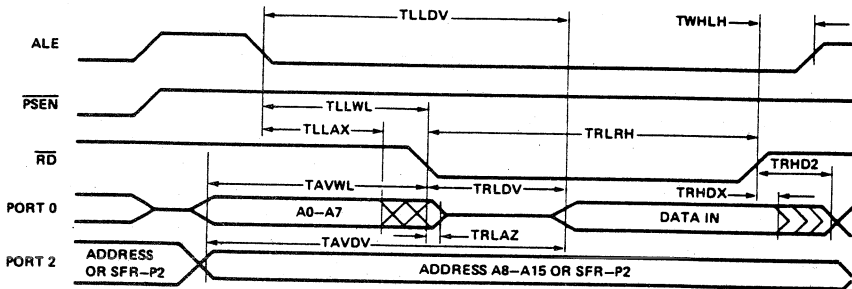 TLLDV
TWHLH
ALE
PSEN
TLLWL
TLLAX
TRLRH
RD
TRHD2
TAVWL
TRLDV
TRHDX
PORT 0
A0–A7
DATA IN
TRLAZ
TAVDV
PORT 2
ADDRESS
OR SFR–P2
ADDRESS A8–A15 OR SFR–P2